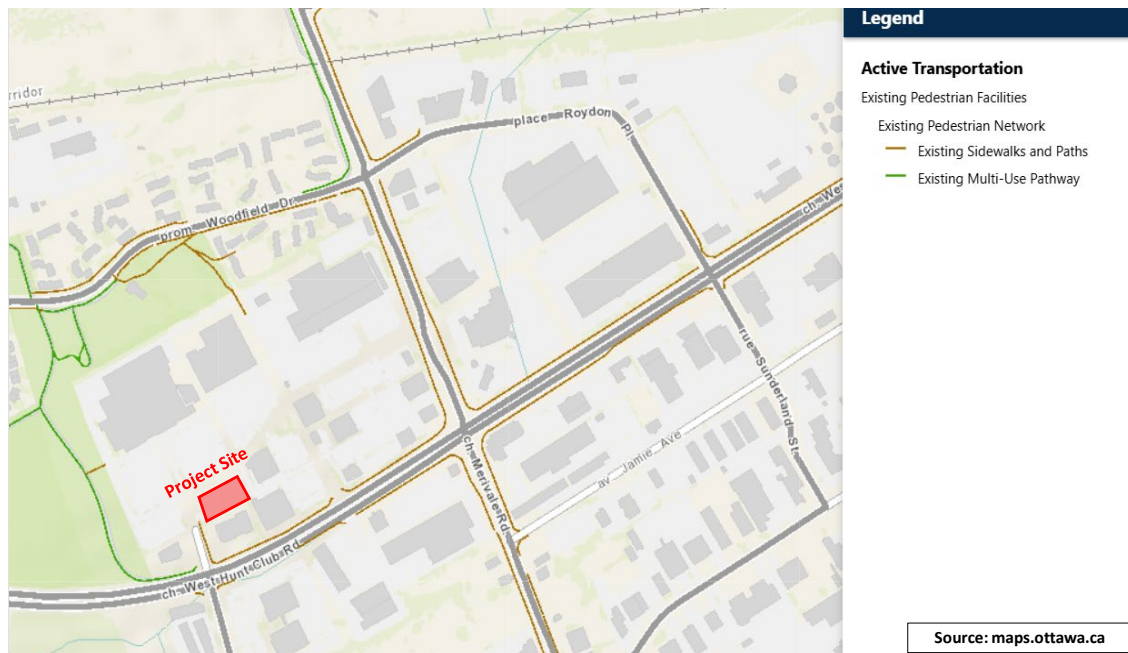 Legend
Active Transportation
Existing Pedestrian Facilities
Existing Pedestrian Network
Existing Sidewalks and Paths
Existing Multi-Use Pathway
rridor
place Roydon Pl.
prom Woodfield Dr
ch. Wes
rue Sunderland St.
av Jamie Ave
ch Merivale Rd.
Project Site
ch. West Hunt Club Rd
Source: maps.ottawa.ca